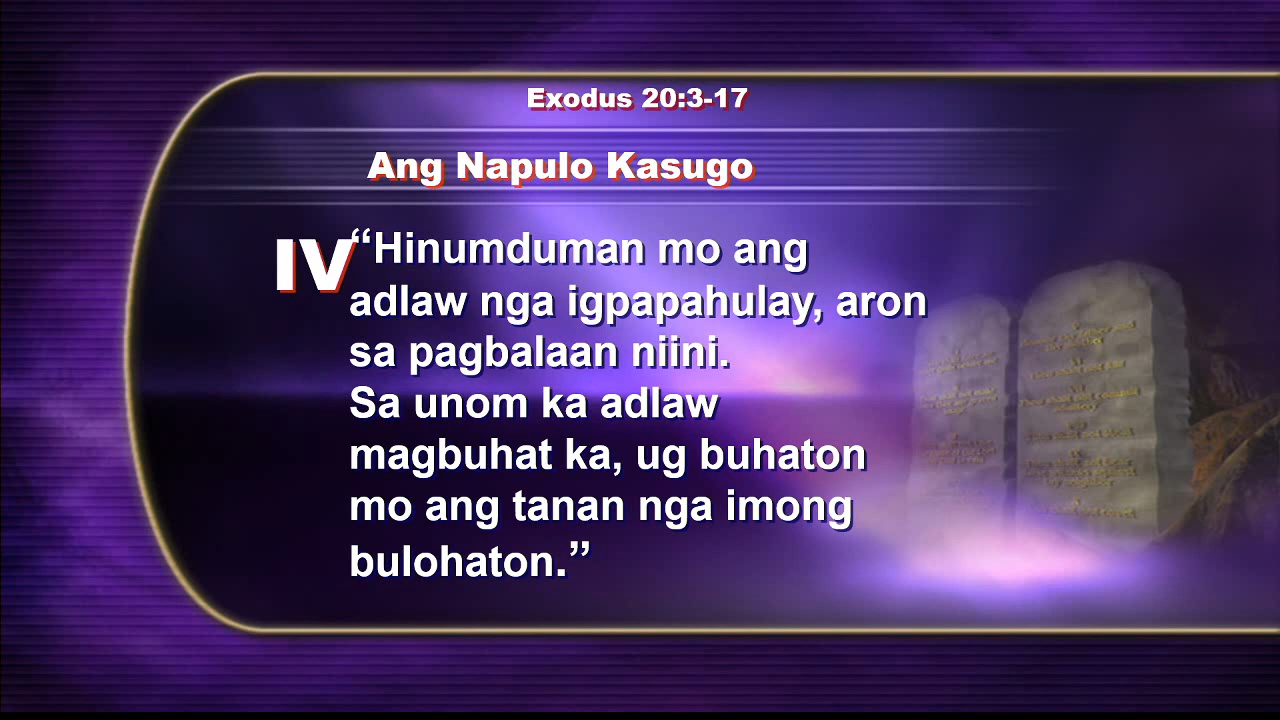 Exodus 20:3-17
Ang Napulo Kasugo
IV
“Hinumduman mo ang
adlaw nga igpapahulay, aron
sa pagbalaan niini.
Sa unom ka adlaw
magbuhat ka, ug buhaton
mo ang tanan nga imong
bulohaton.”